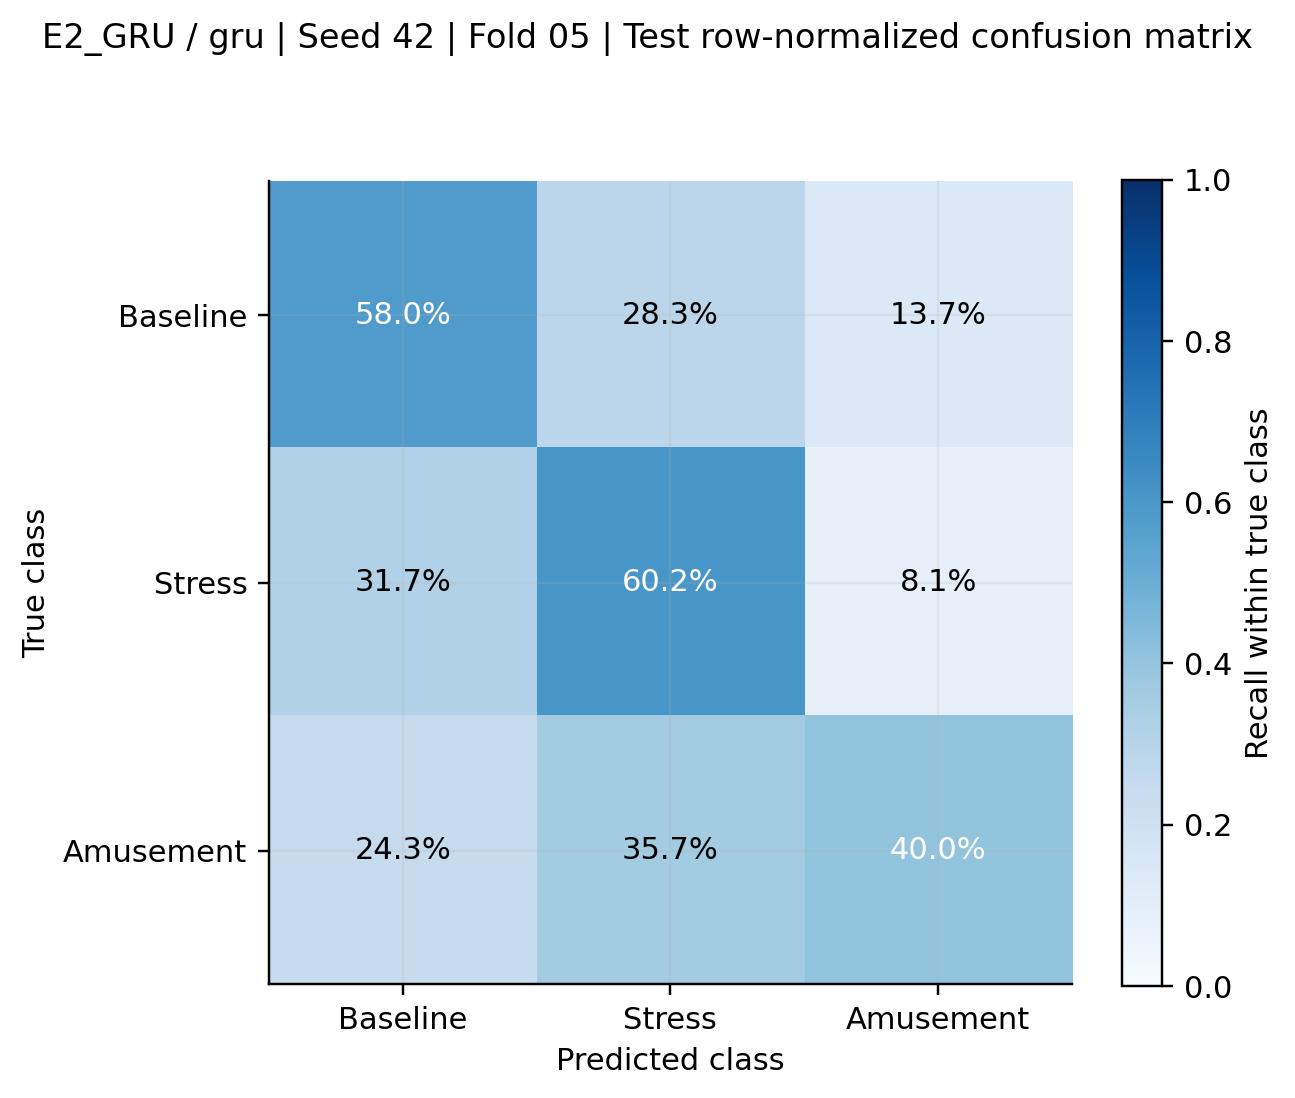 E2_GRU / gru | Seed 42 | Fold 05 | Test row-normalized confusion matrix
True class
Baseline
Stress
Amusement
58.0% 28.3% 13.7%
31.7% 60.2% 8.1%
24.3% 35.7% 40.0%
Baseline Stress Amusement
Predicted class
1.0
0.8
0.6
0.4
0.2
0.0
Recall within true class